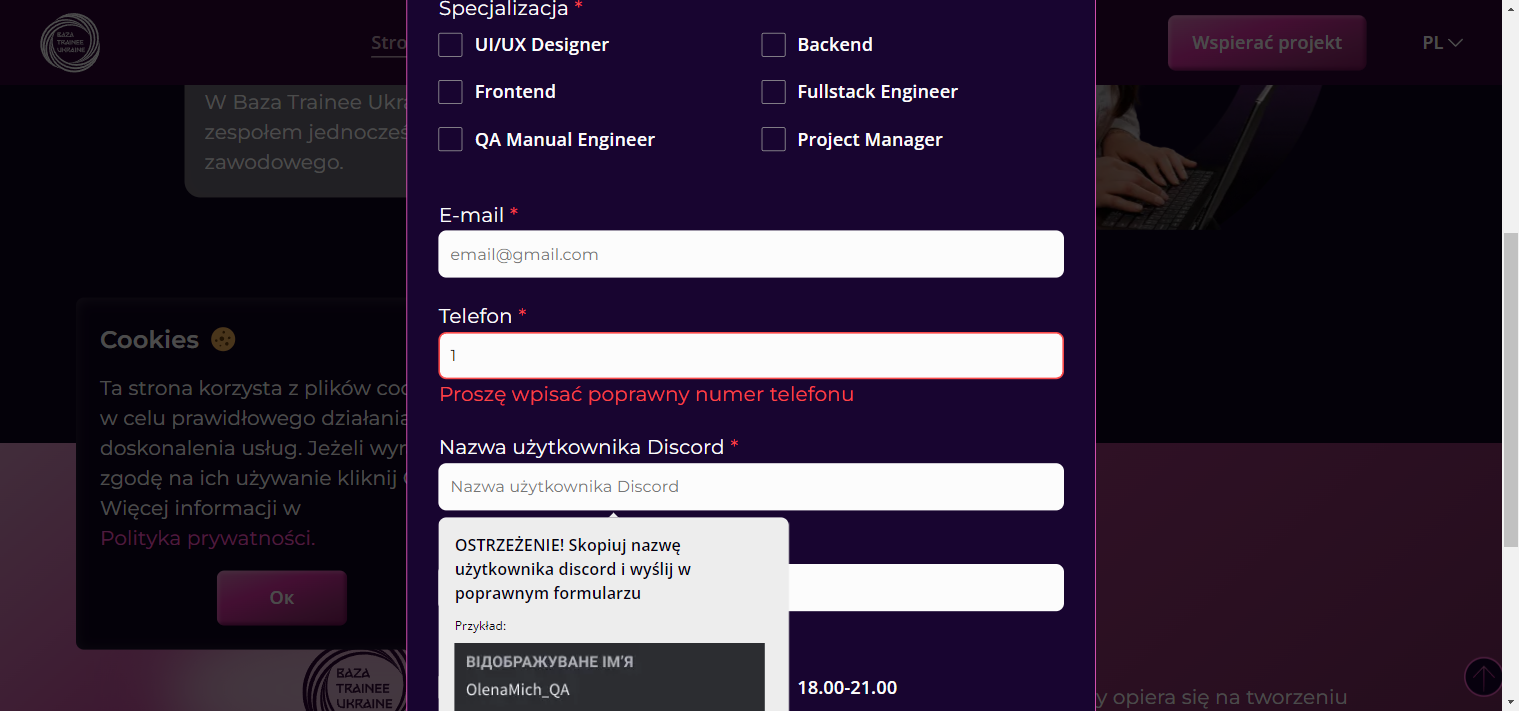 BAZA
TRAINEE
UKRAINE
Stro
Wspierać projekt
PL
W Baza Trainee Ukra
zespołem jednocześ
zawodowego.
Specjalizacja *
UI/UX Designer
Backend
Frontend
Fullstack Engineer
QA Manual Engineer
Project Manager
E-mail *
email@gmail.com
Telefon *
1
Proszę wpisać poprawny numer telefonu
Nazwa użytkownika Discord *
Nazwa użytkownika Discord
OSTRZEŻENIE! Skopiuj nazwę
użytkownika discord i wyślij w
poprawnym formularzu
Przykład:
ВІДОБРАЖУВАНЕ ІМ'Я
OlenaMich_QA
18.00-21.00
Cookies
Ta strona korzysta z plików coo
w celu prawidłowego działania
doskonalenia usług. Jeżeli wyr
zgodę na ich używanie kliknij
Więcej informacji w
Polityka prywatności.
Ок
BAZA
TRAINEE
UKRAINE
y opiera się na tworzeniu